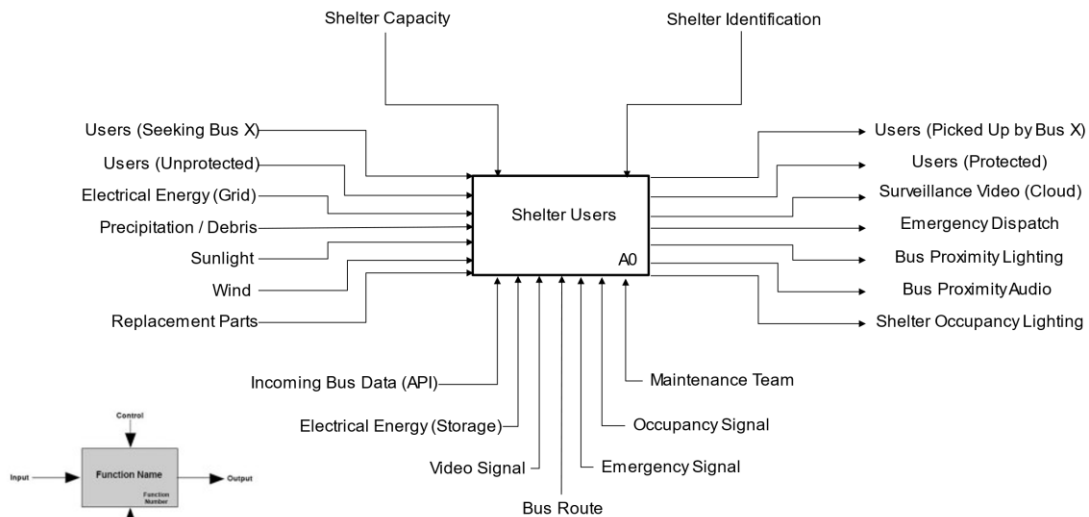 Shelter Capacity
Shelter Identification
Users (Seeking Bus X)
Users (Unprotected)
Electrical Energy (Grid)
Precipitation / Debris
Sunlight
Wind
Replacement Parts
Shelter Users
A0
Users (Picked Up by Bus X)
Users (Protected)
Surveillance Video (Cloud)
Emergency Dispatch
Bus Proximity Lighting
Bus Proximity Audio
Shelter Occupancy Lighting
Incoming Bus Data (API)
Maintenance Team
Electrical Energy (Storage)
Occupancy Signal
Video Signal
Emergency Signal
Bus Route
Control
Input
Function Name
Output
Function
Number